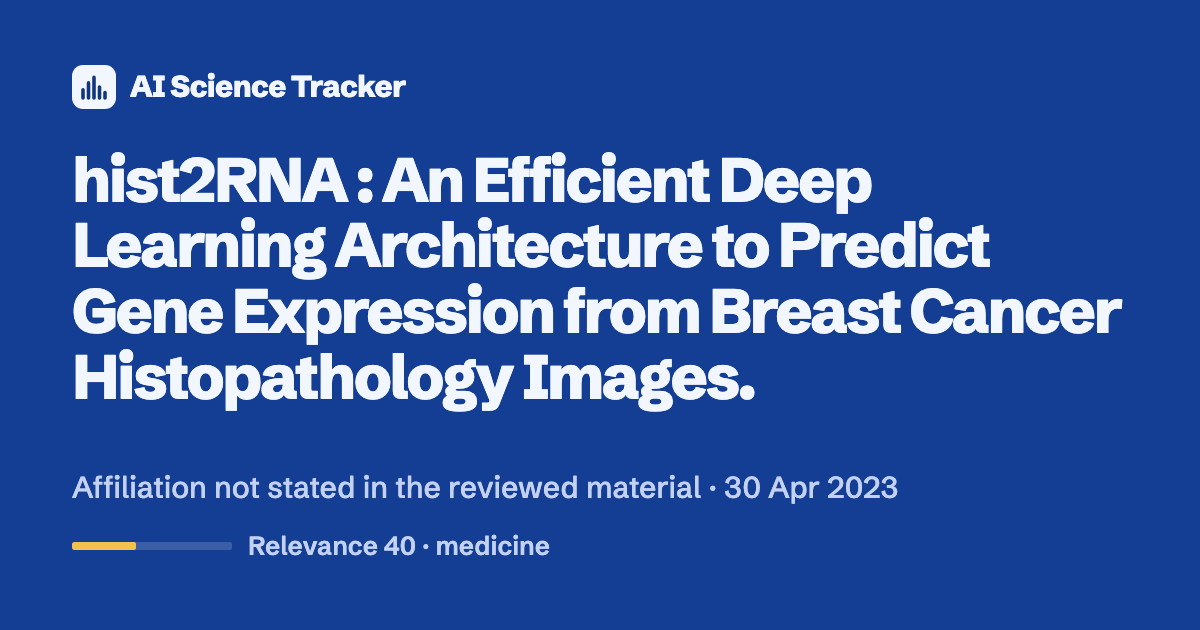 AI Science Tracker
hist2RNA : An Efficient Deep
Learning Architecture to Predict
Gene Expression from Breast Cancer
Histopathology Images.
Affiliation not stated in the reviewed material · 30 Apr 2023
Relevance 40 · medicine